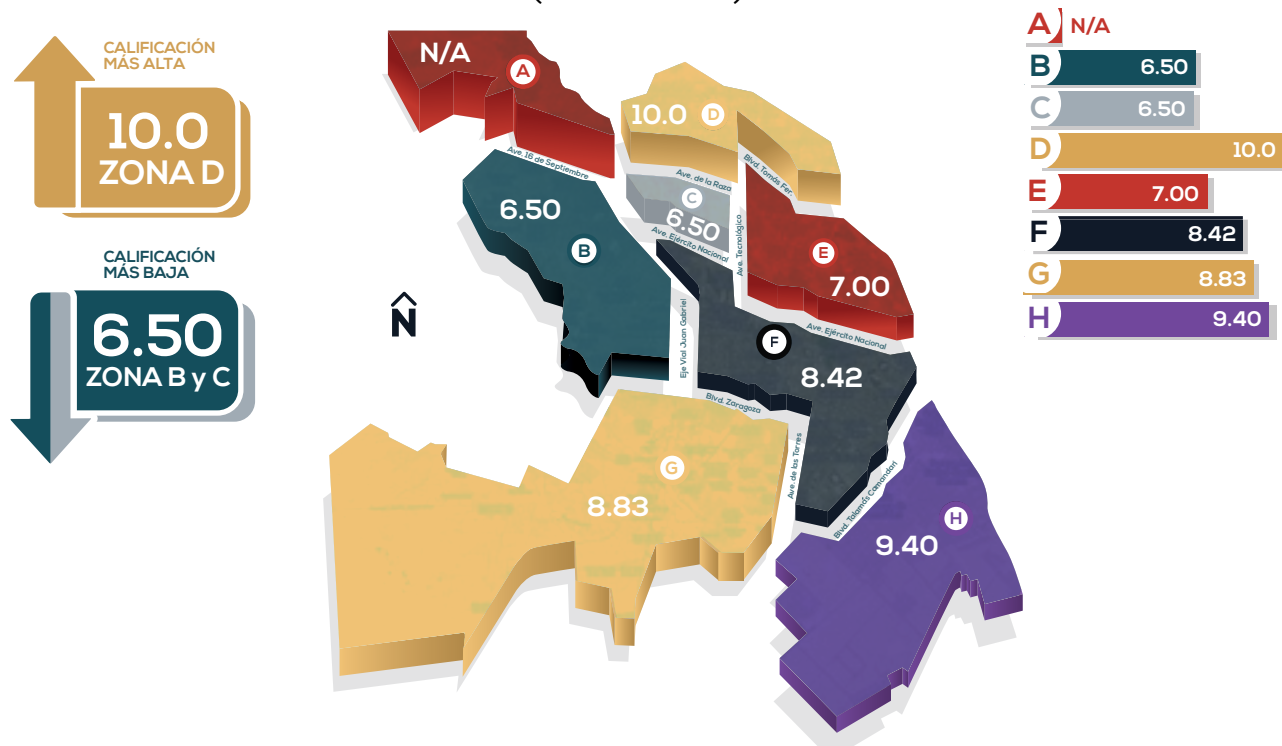 CALIFICACIÓN
MÁS ALTA
10.0
ZONA D
CALIFICACIÓN
MÁS BAJA
6.50
ZONA B y C
N/A
A
10.0
D
Ave. 16 de Septiembre
Ave. de la Raza
Blvd. Tomás Fer.
6.50
B
C
6.50
Ave. Ejército Nacional
Ave. Tecnológico
E
7.00
N
Eje Vial Juan Gabriel
Ave. Ejército Nacional
F
8.42
Blvd. Zaragoza
Ave. de las Torres
Blvd. Talamás Camandari
G
8.83
H
9.40
A N/A
B 6.50
C 6.50
D 10.0
E 7.00
F 8.42
G 8.83
H 9.40